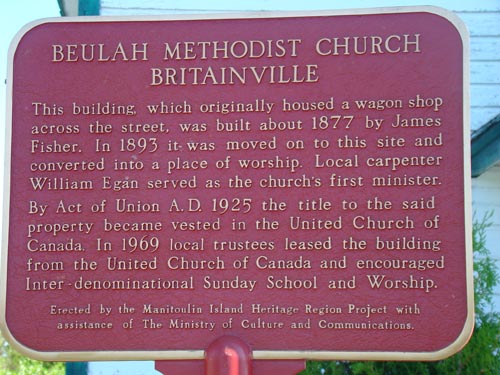 BEULAH METHODIST CHURCH
BRITAINVILLE
This building, which originally housed a wagon shop
across the street, was built about 1877 by James
Fisher. In 1893 it was moved on to this site and
converted into a place of worship. Local carpenter
William Egan served as the church's first minister.
By Act of Union A.D. 1925 the title to the said
property became vested in the United Church of
Canada. In 1969 local trustees leased the building
from the United Church of Canada and encouraged
Inter-denominational Sunday School and Worship.
Erected by the Manitoulin Island Heritage Region Project with
assistance of The Ministry of Culture and Communications.